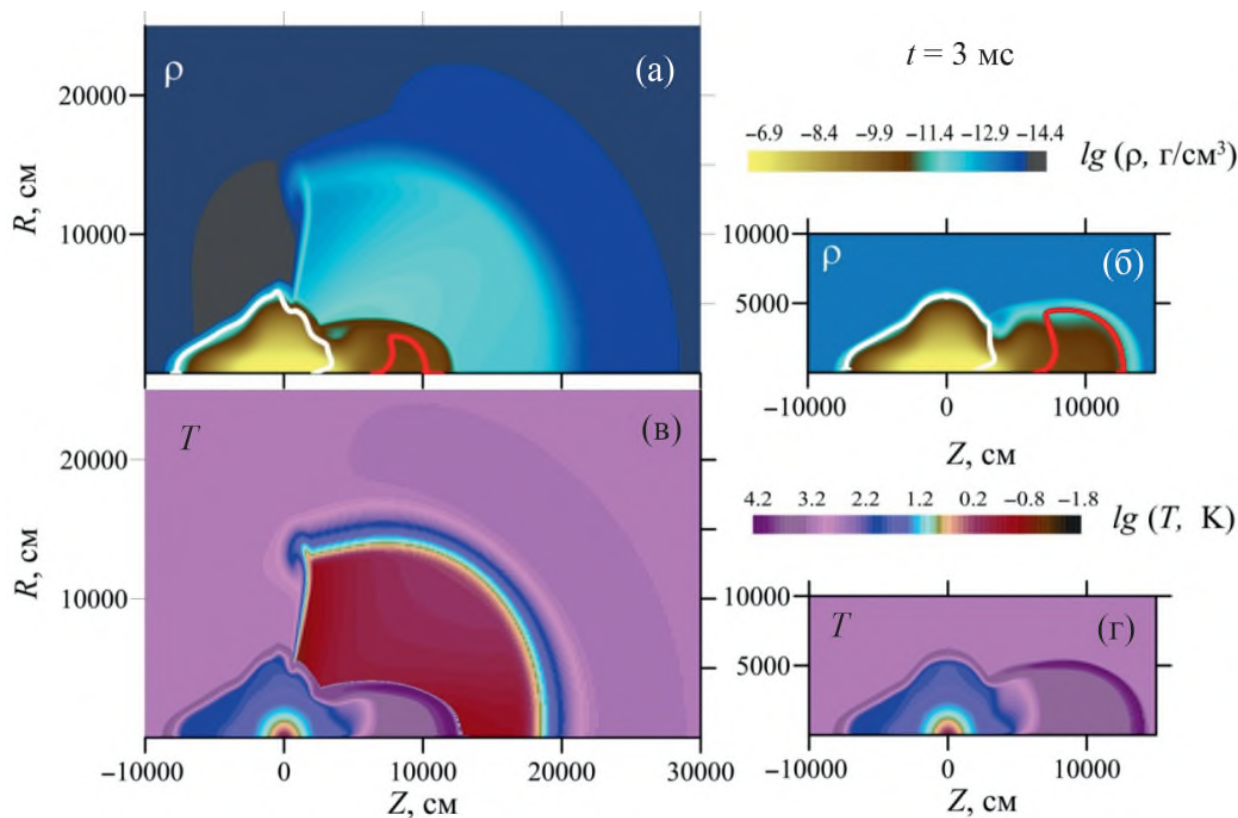 ρ
(а)
20000
10000
R, см
t = 3 мс
−6.9 −8.4 −9.9 −11.4 −12.9 −14.4
lg (ρ, г/см³)
ρ
(б)
10000
5000
−10000 0 10000
Z, см
T
(в)
20000
10000
R, см
−10000 0 10000 20000 30000
Z, см
4.2 3.2 2.2 1.2 0.2 −0.8 −1.8
lg (T, К)
T
(г)
10000
5000
−10000 0 10000
Z, см